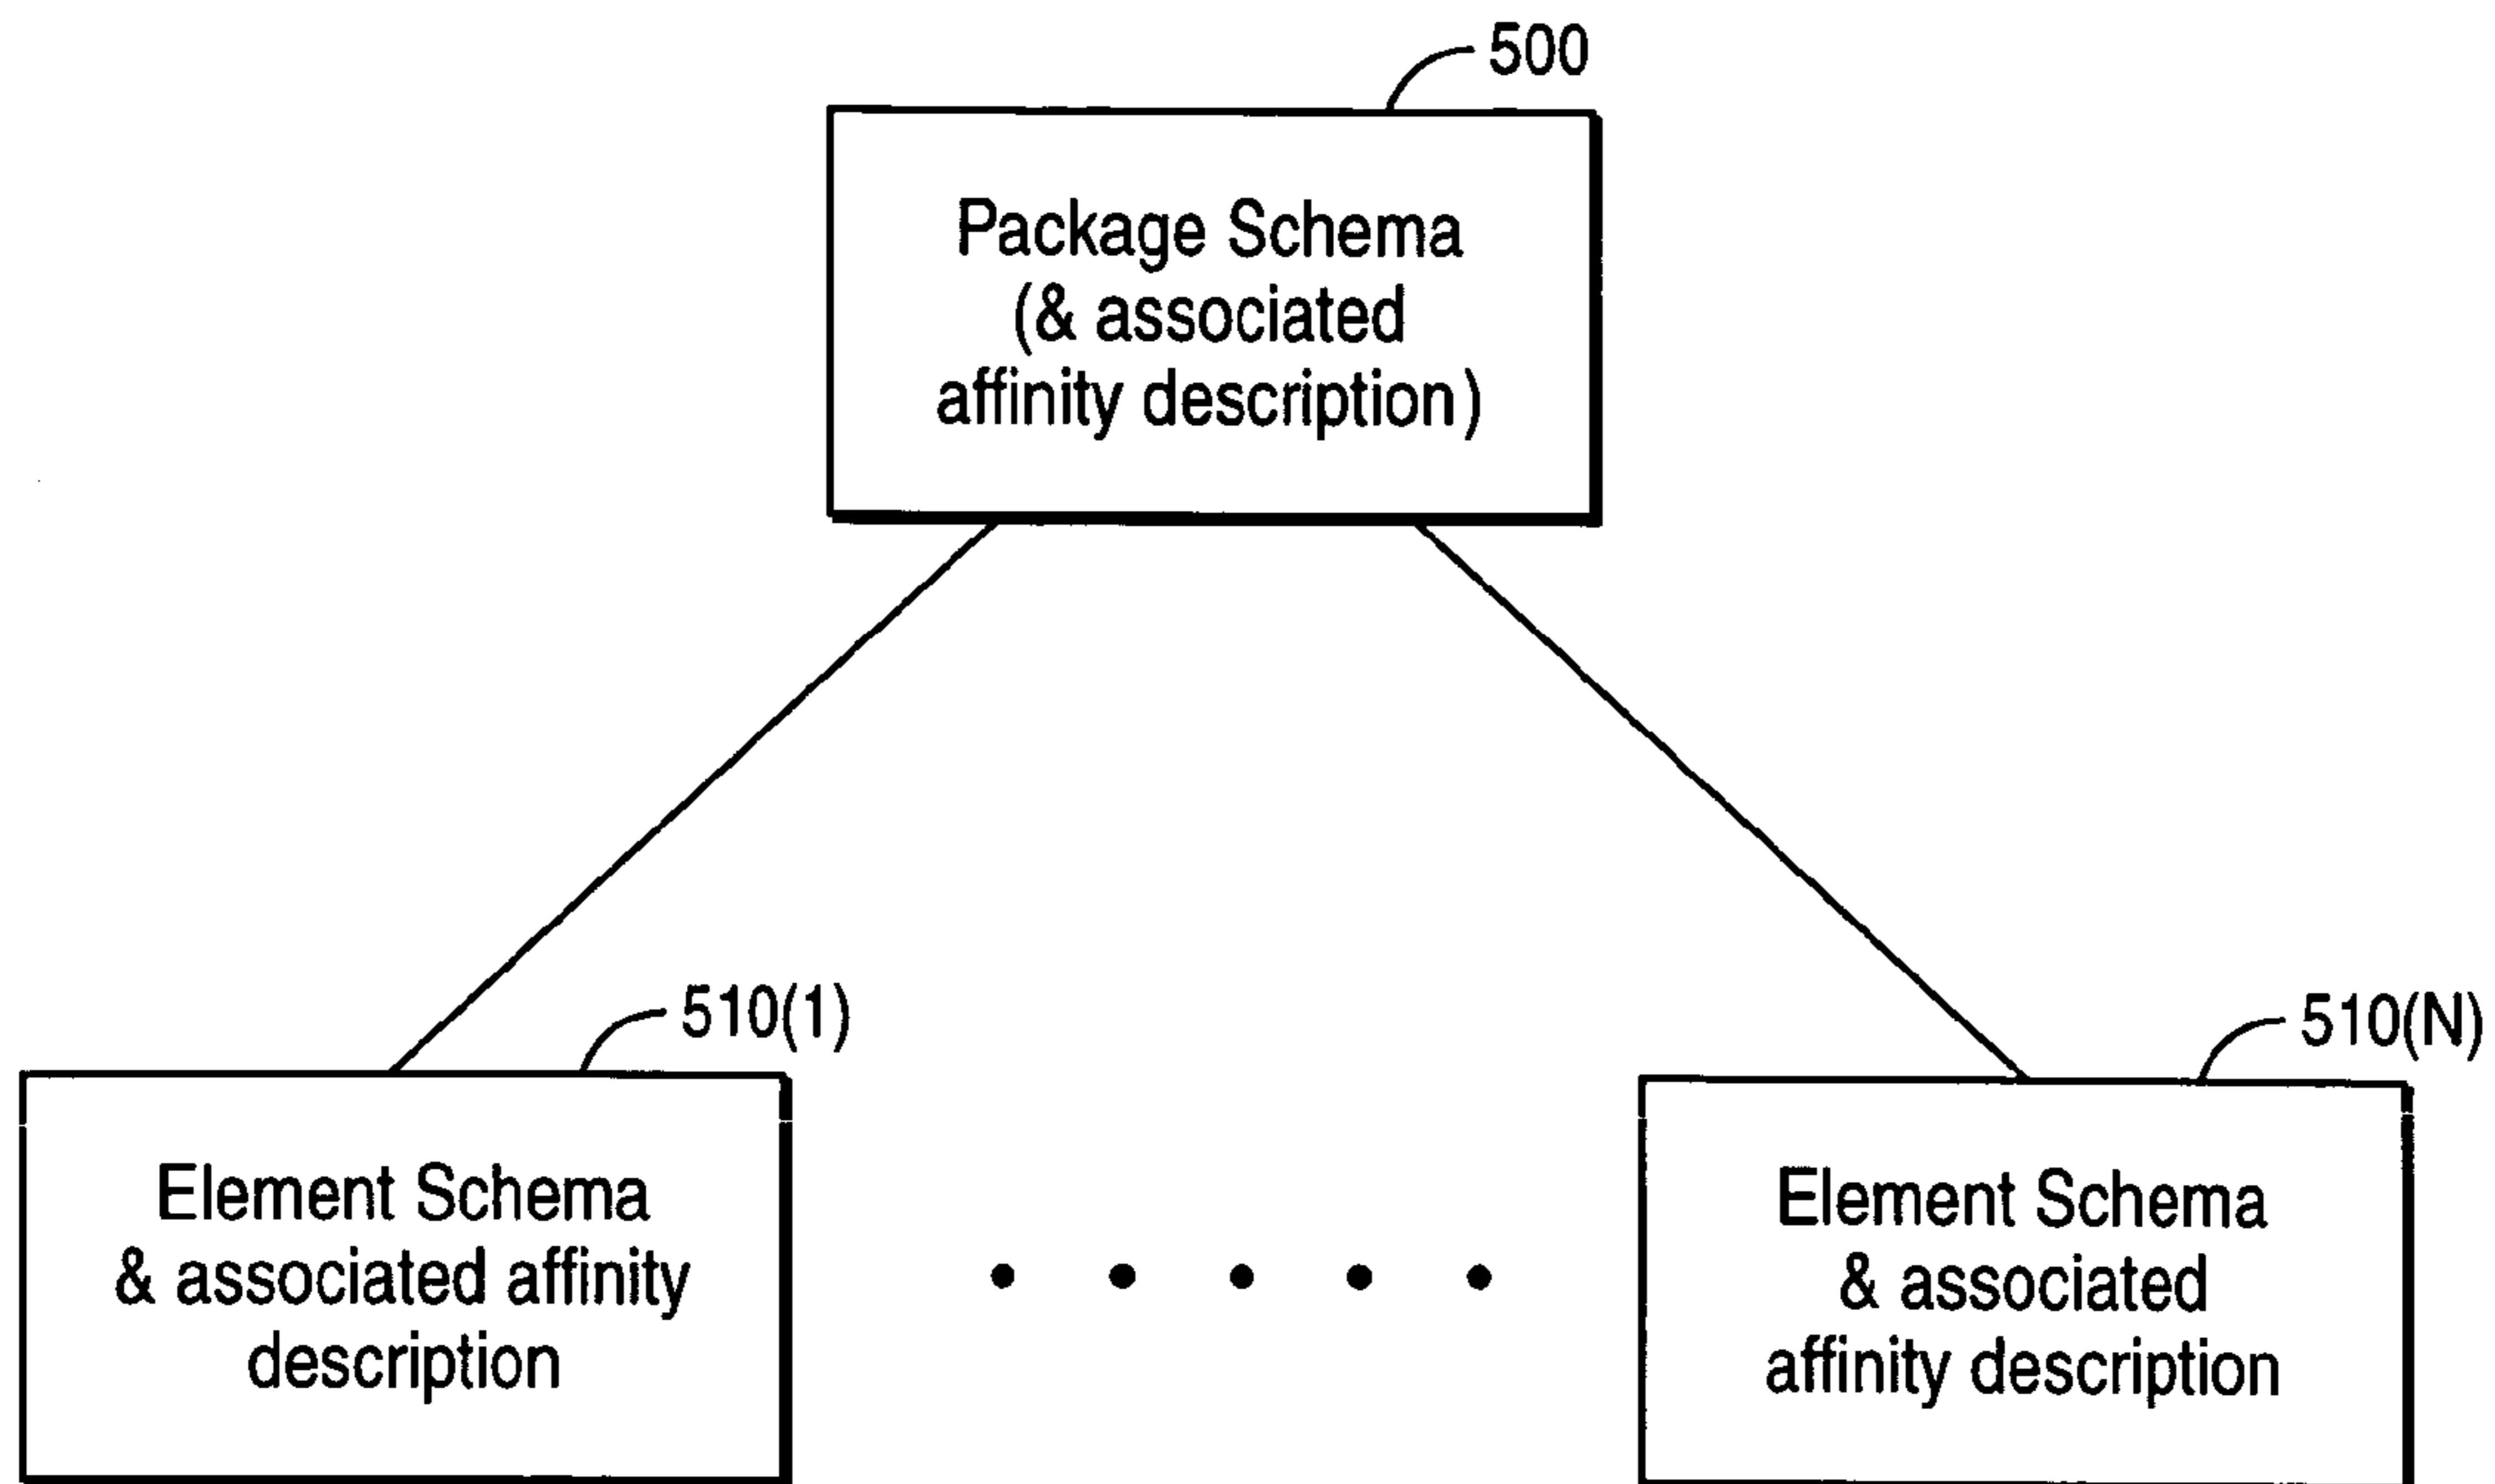 500
Package Schema
(& associated
affinity description)
510(1)
510(N)
Element Schema
& associated affinity
description
Element Schema
& associated
affinity description